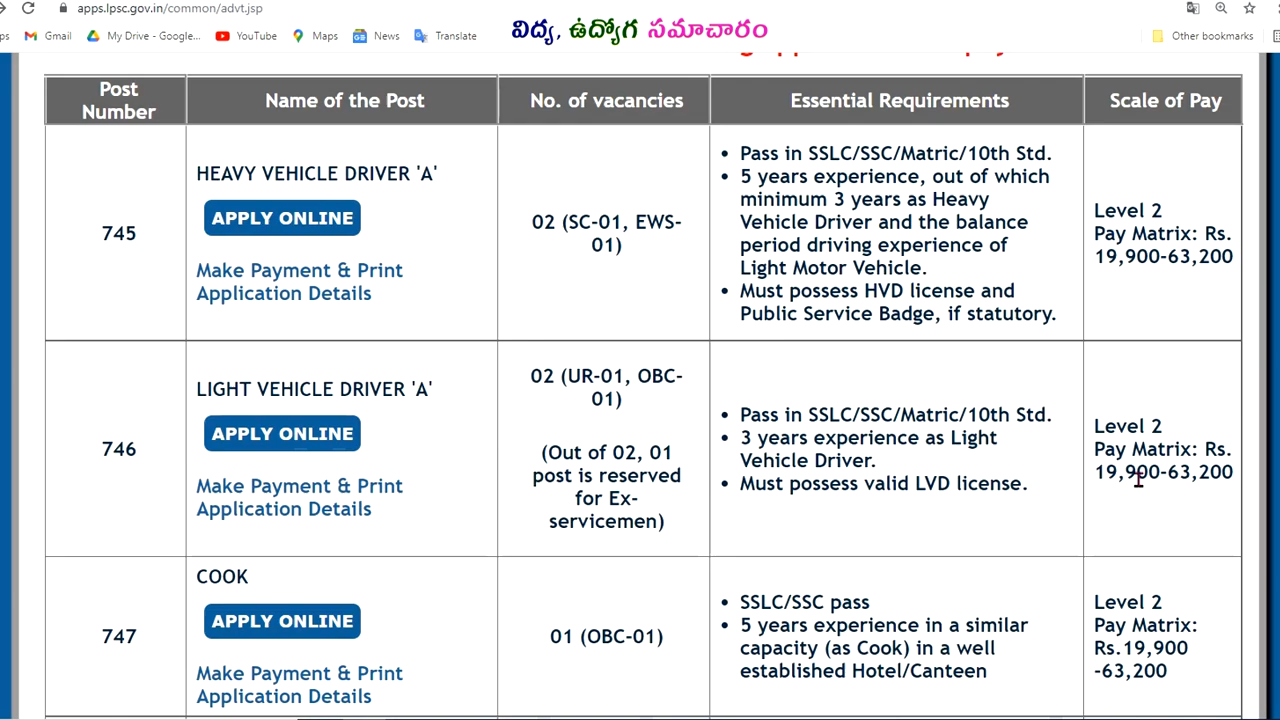 apps.lpsc.gov.in/common/advt.jsp
Gmail
My Drive - Google...
YouTube
Maps
News
Translate
విద్య, ఉద్యోగ సమాచారం
Other bookmarks
Post
Number
Name of the Post
No. of vacancies
Essential Requirements
Scale of Pay
745
HEAVY VEHICLE DRIVER 'A'
APPLY ONLINE
Make Payment & Print
Application Details
02 (SC-01, EWS-
01)
• Pass in SSLC/SSC/Matric/10th Std.
• 5 years experience, out of which
minimum 3 years as Heavy
Vehicle Driver and the balance
period driving experience of
Light Motor Vehicle.
• Must possess HVD license and
Public Service Badge, if statutory.
Level 2
Pay Matrix: Rs.
19,900-63,200
746
LIGHT VEHICLE DRIVER 'A'
APPLY ONLINE
Make Payment & Print
Application Details
02 (UR-01, OBC-
01)
(Out of 02, 01
post is reserved
for Ex-
servicemen)
• Pass in SSLC/SSC/Matric/10th Std.
• 3 years experience as Light
Vehicle Driver.
• Must possess valid LVD license.
Level 2
Pay Matrix: Rs.
19,900-63,200
747
COOK
APPLY ONLINE
Make Payment & Print
Application Details
01 (OBC-01)
• SSLC/SSC pass
• 5 years experience in a similar
capacity (as Cook) in a well
established Hotel/Canteen
Level 2
Pay Matrix:
Rs.19,900
-63,200